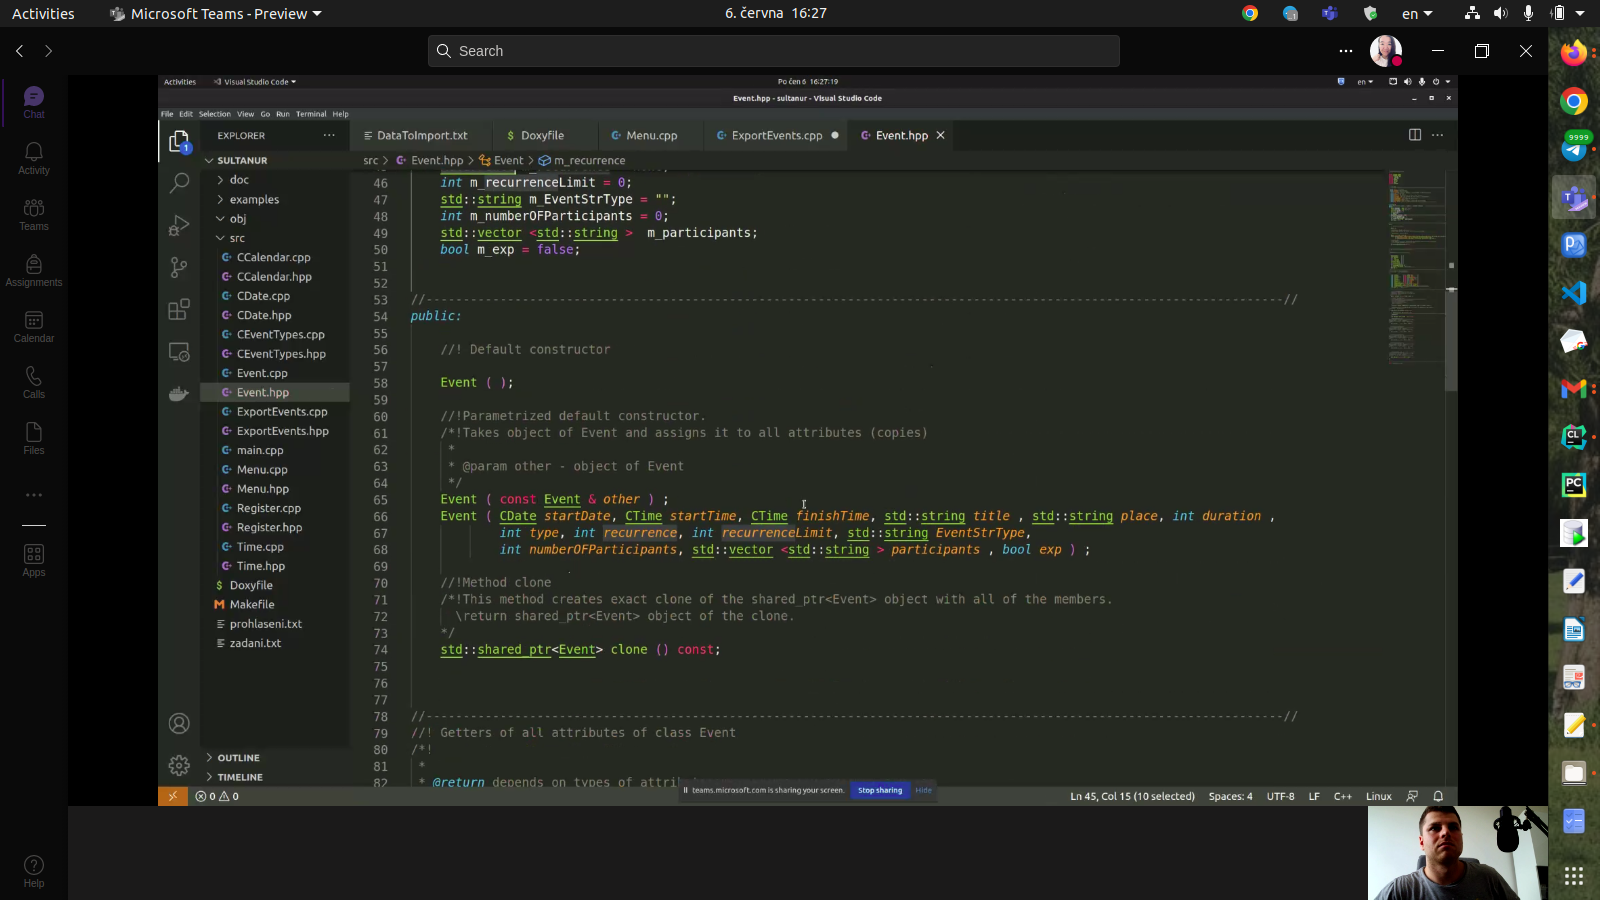 Activities
Microsoft Teams - Preview
6. června 16:27
en
Search
Chat
Activity
Teams
Assignments
Calendar
Calls
Files
Apps
Help
9999
Activities
Visual Studio Code
Po čen 6 16:27:19
en
Event.hpp - sultanur - Visual Studio Code
File Edit Selection View Go Run Terminal Help
EXPLORER
SULTANUR
doc
examples
obj
src
CCalendar.cpp
CCalendar.hpp
CDate.cpp
CDate.hpp
CEventTypes.cpp
CEventTypes.hpp
Event.cpp
Event.hpp
ExportEvents.cpp
ExportEvents.hpp
main.cpp
Menu.cpp
Menu.hpp
Register.cpp
Register.hpp
Time.cpp
Time.hpp
Doxyfile
Makefile
prohlaseni.txt
zadani.txt
OUTLINE
TIMELINE
DataToImport.txt Doxyfile Menu.cpp ExportEvents.cpp Event.hpp
src > Event.hpp > Event > m_recurrence
46 int m_recurrenceLimit = 0;
47 std::string m_EventStrType = "";
48 int m_numberOFParticipants = 0;
49 std::vector <std::string > m_participants;
50 bool m_exp = false;
51
52
53 //----------------------------------------------------------------------------------------------------------------------//
54 public:
55
56 //! Default constructor
57
58 Event ( );
59
60 //!Parametrized default constructor.
61 /*!Takes object of Event and assigns it to all attributes (copies)
62 *
63 * @param other - object of Event
64 */
65 Event ( const Event & other ) ;
66 Event ( CDate startDate, CTime startTime, CTime finishTime, std::string title , std::string place, int duration ,
67 int type, int recurrence, int recurrenceLimit, std::string EventStrType,
68 int numberOFParticipants, std::vector <std::string > participants , bool exp ) ;
69
70 //!Method clone
71 /*!This method creates exact clone of the shared_ptr<Event> object with all of the members.
72 \return shared_ptr<Event> object of the clone.
73 */
74 std::shared_ptr<Event> clone () const;
75
76
77
78 //----------------------------------------------------------------------------------------------------------------------//
79 //! Getters of all attributes of class Event
80 /*!
81 *
82 * @return depends on types of
teams.microsoft.com is sharing your screen. Stop sharing Hide
0 0
Ln 45, Col 15 (10 selected) Spaces: 4 UTF-8 LF C++ Linux